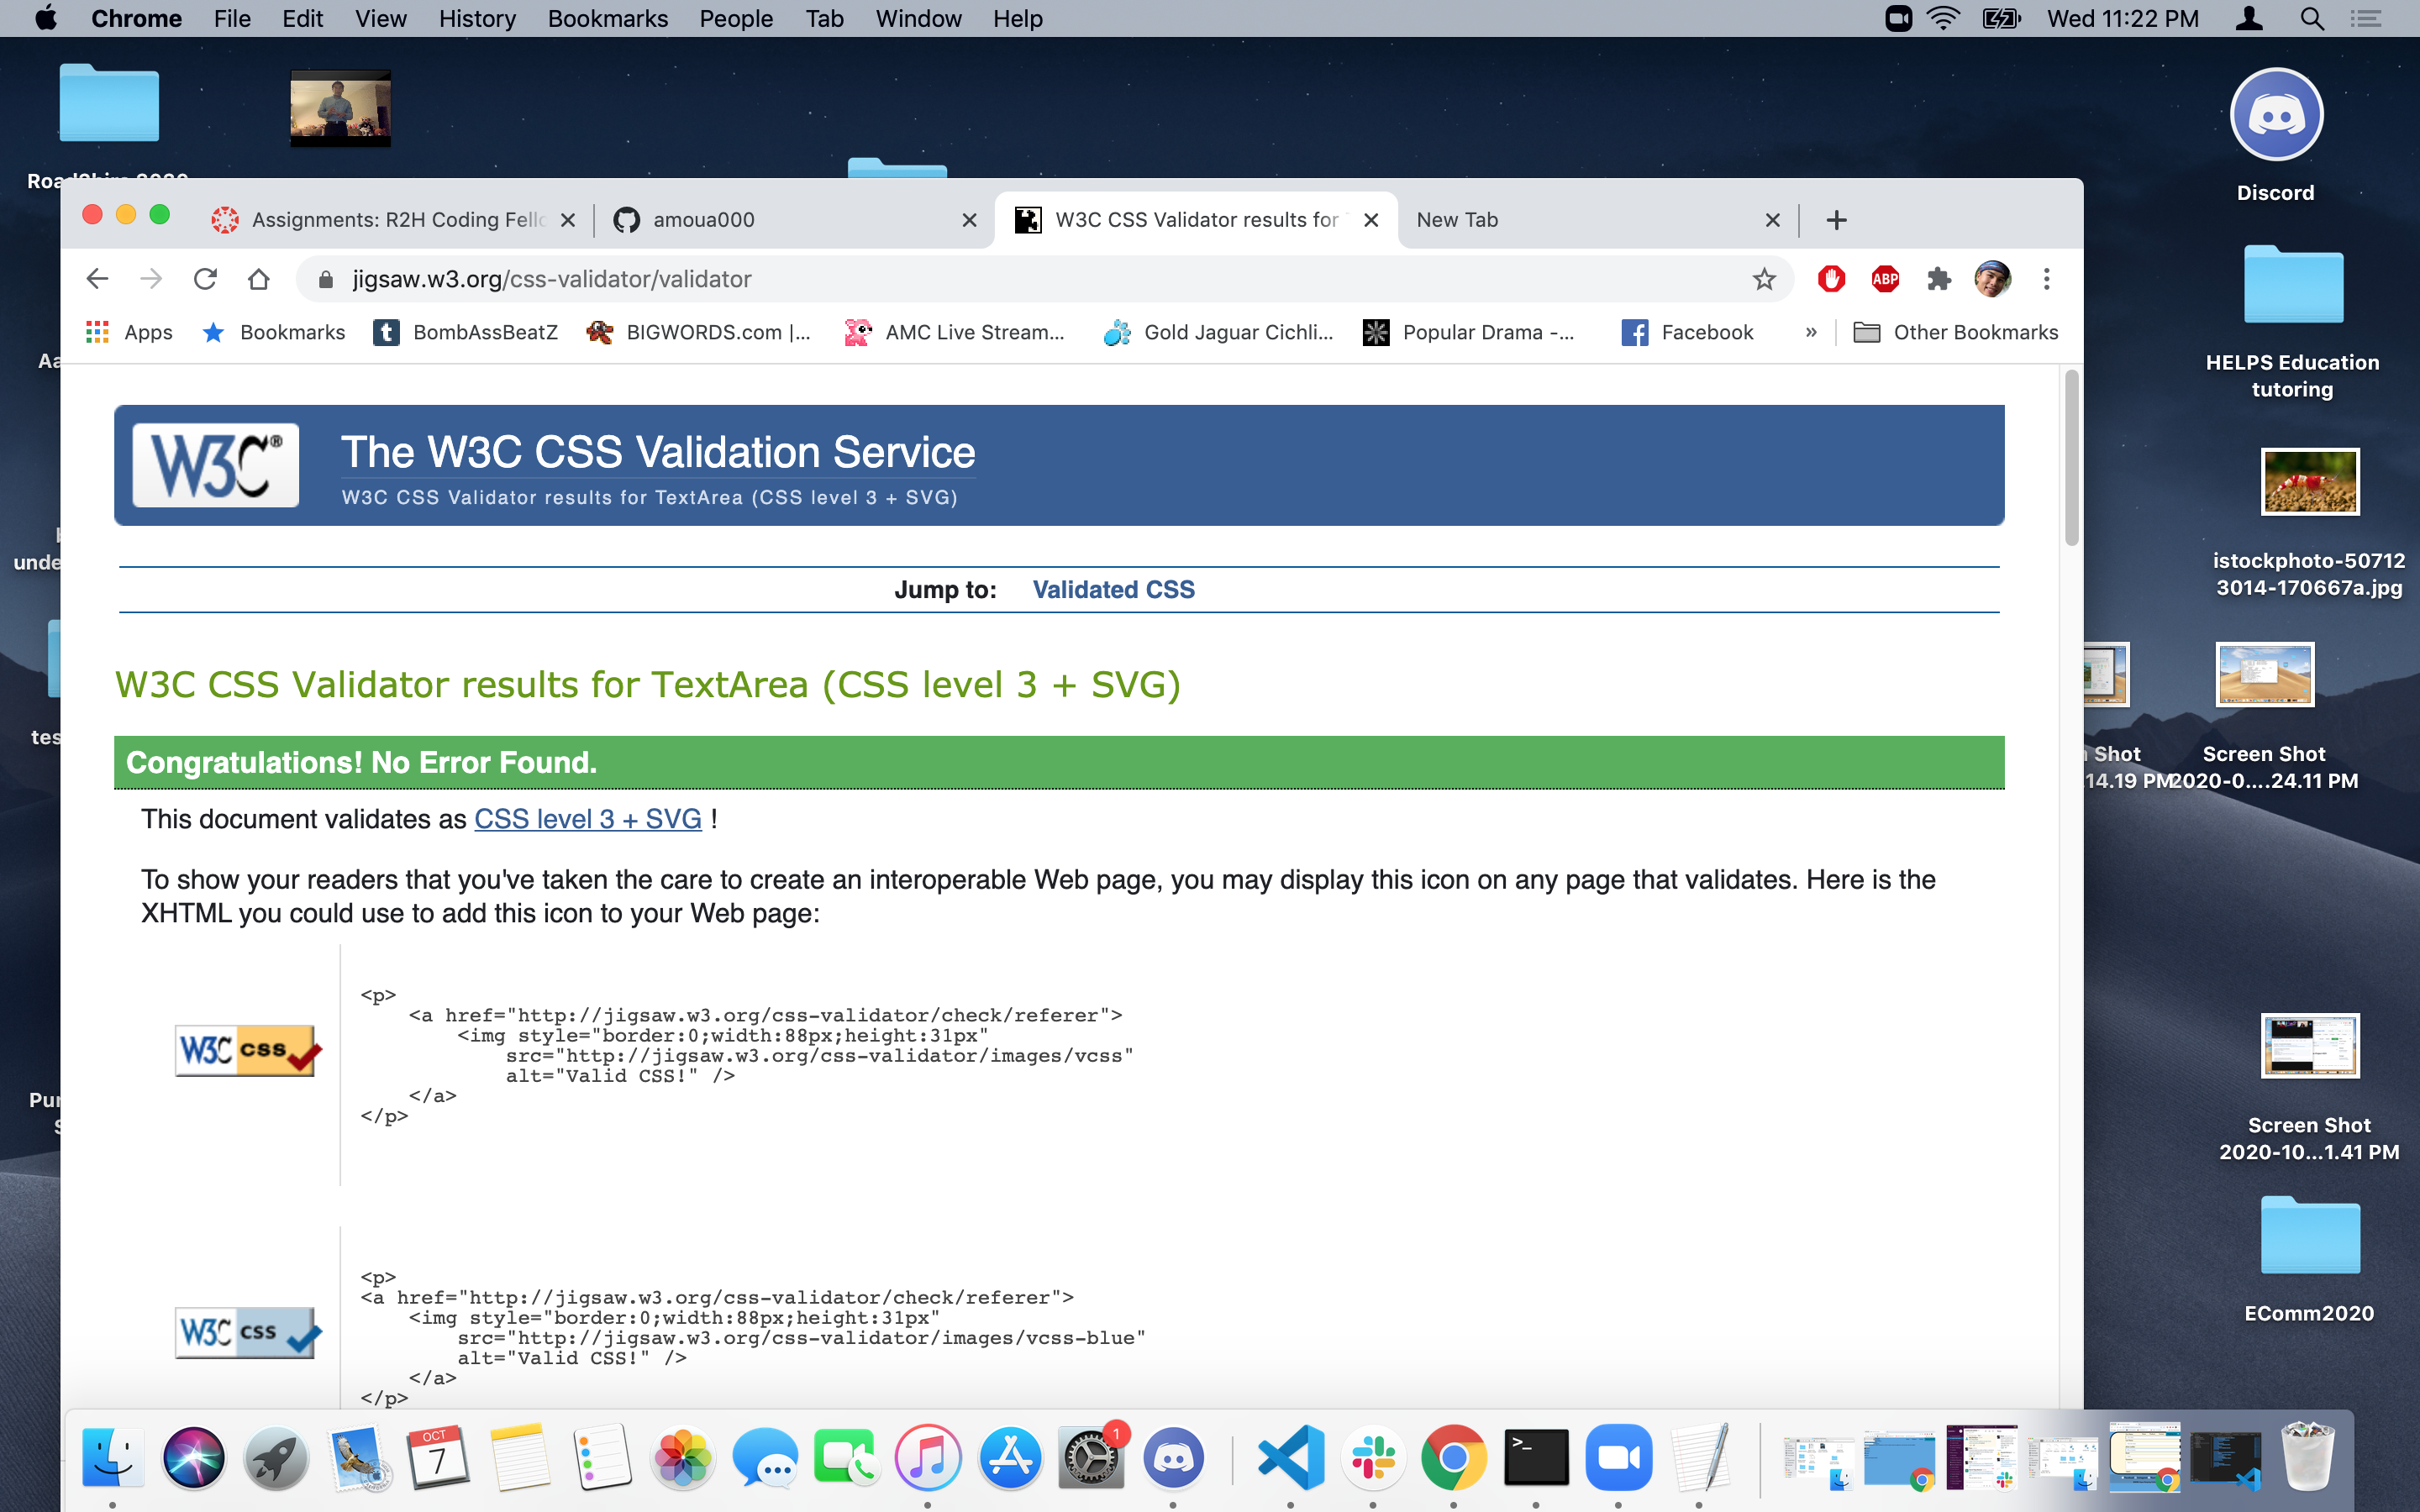 Chrome File Edit View History Bookmarks People Tab Window Help
Wed 11:22 PM
Discord
HELPS Education
tutoring
istockphoto-50712
3014-170667a.jpg
Shot
14.19 PM
Screen Shot
2020-0....24.11 PM
Screen Shot
2020-10...1.41 PM
EComm2020
Aa
unde
tes
Pur
Assignments: R2H Coding Fello
amoua000
W3C CSS Validator results for
New Tab
jigsaw.w3.org/css-validator/validator
ABP
Apps
Bookmarks
t
BombAssBeatZ
BIGWORDS.com |...
AMC Live Stream...
Gold Jaguar Cichli...
Popular Drama -...
Facebook
»
Other Bookmarks
W3C®
The W3C CSS Validation Service
W3C CSS Validator results for TextArea (CSS level 3 + SVG)
Jump to: Validated CSS
W3C CSS Validator results for TextArea (CSS level 3 + SVG)
Congratulations! No Error Found.
This document validates as CSS level 3 + SVG !
To show your readers that you've taken the care to create an interoperable Web page, you may display this icon on any page that validates. Here is the
XHTML you could use to add this icon to your Web page:
W3C css
<p>
<a href="http://jigsaw.w3.org/css-validator/check/referer">
<img style="border:0;width:88px;height:31px"
src="http://jigsaw.w3.org/css-validator/images/vcss"
alt="Valid CSS!" />
</a>
</p>
W3C css
<p>
<a href="http://jigsaw.w3.org/css-validator/check/referer">
<img style="border:0;width:88px;height:31px"
src="http://jigsaw.w3.org/css-validator/images/vcss-blue"
alt="Valid CSS!" />
</a>
</p>
OCT
7
1
>_